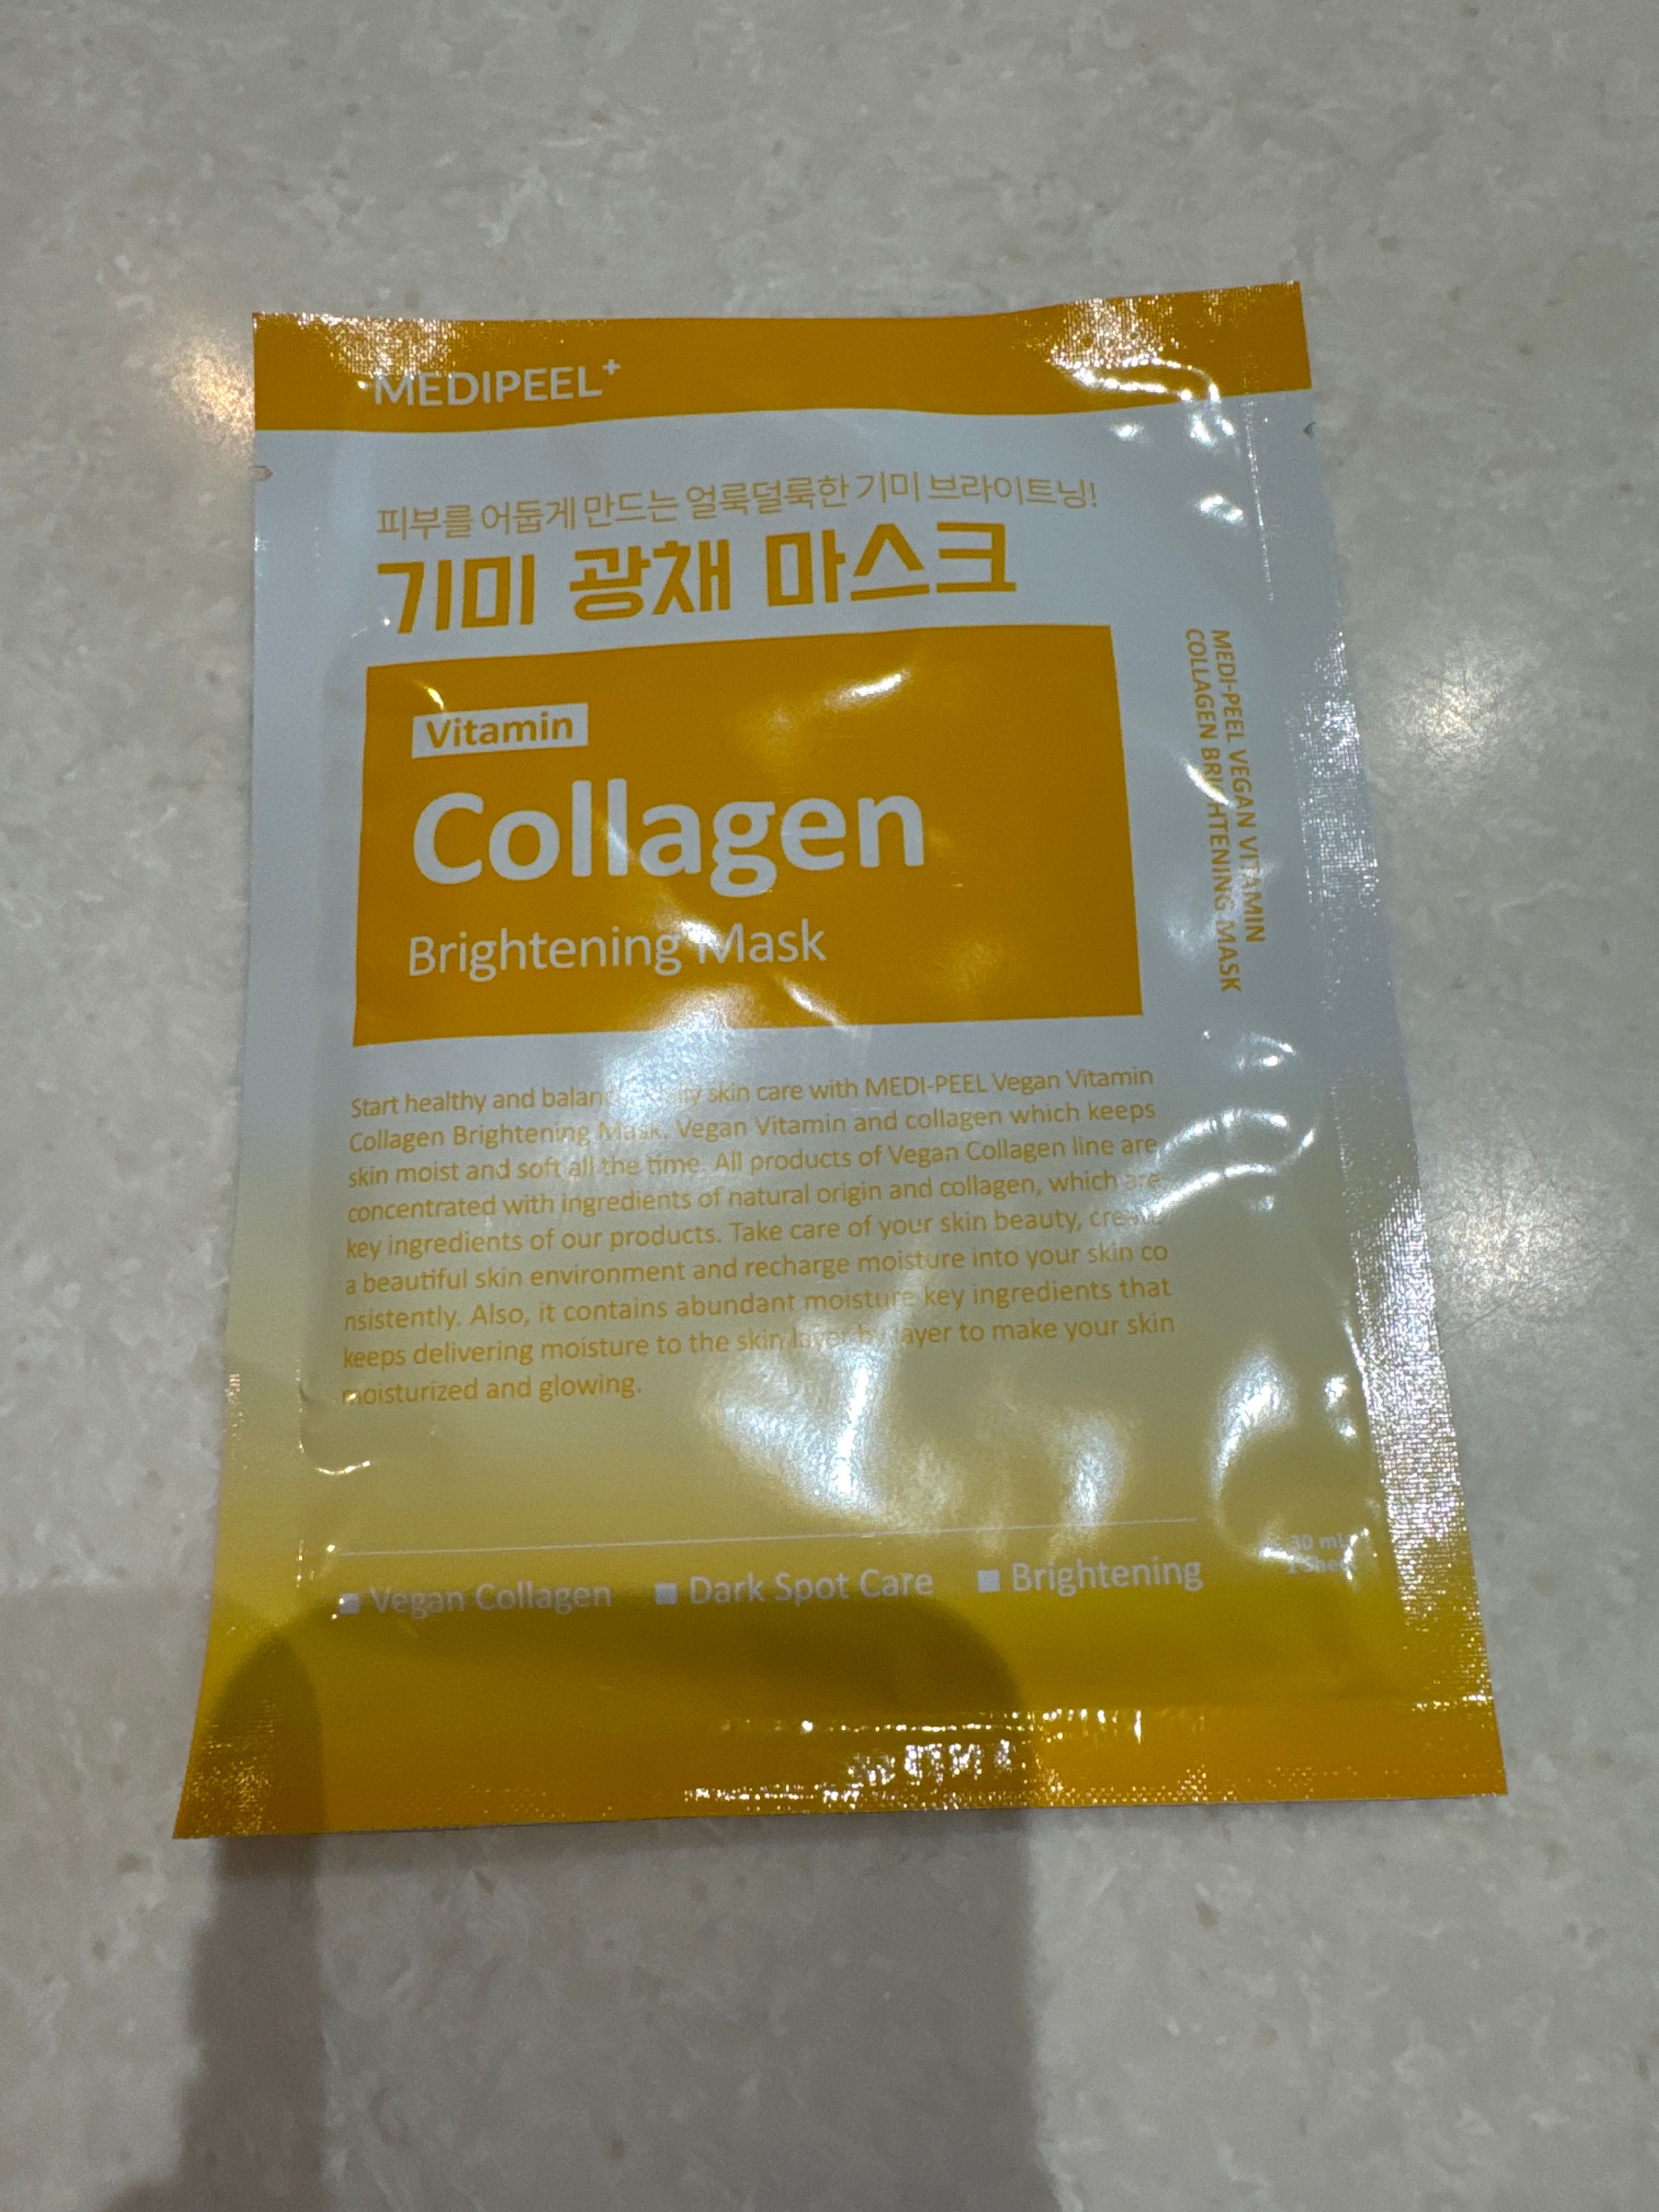 MEDIPEEL+
피부를 어둡게 만드는 얼룩덜룩한 기미 브라이트닝!
기미 광채 마스크
Vitamin
Collagen
Brightening Mask
MEDI-PEEL VEGAN VITAMIN
COLLAGEN BRIGHTENING MASK
Start healthy and skin care with MEDI-PEEL Vegan Vitamin
Collagen Brightening Mask. Vegan Vitamin and collagen which keeps
skin moist and soft all the time. All products of Vegan Collagen line are
concentrated with ingredients of natural origin and collagen, which are
key ingredients of our products. Take care of your skin beauty,
a beautiful skin environment and recharge moisture into your skin co
nsistently. Also, it contains abundant moisture key ingredients that
keeps delivering moisture to the skin layer by layer to make your skin
moisturized and glowing.
■ Vegan Collagen ■ Dark Spot Care ■ Brightening
30 mL